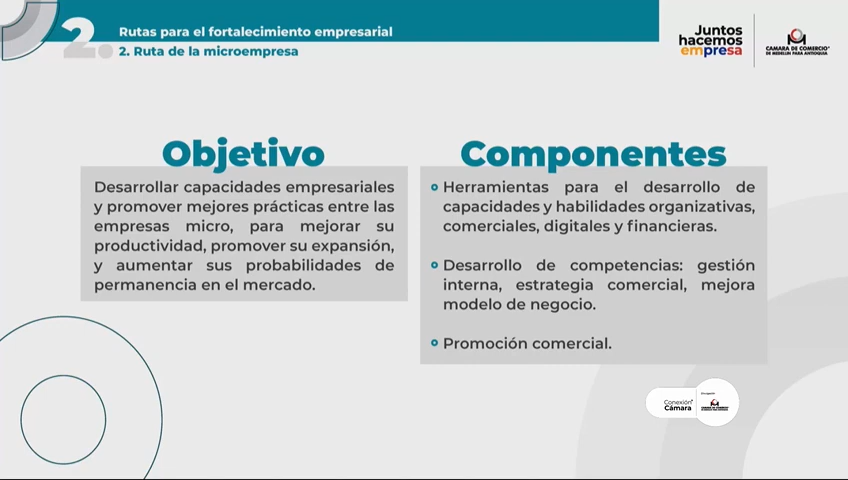 2.
Rutas para el fortalecimiento empresarial
2. Ruta de la microempresa
Juntos
hacemos
empresa
CAMARA DE COMERCIO®
DE MEDELLIN PARA ANTIOQUIA
Objetivo
Desarrollar capacidades empresariales
y promover mejores prácticas entre las
empresas micro, para mejorar su
productividad, promover su expansión,
y aumentar sus probabilidades de
permanencia en el mercado.
Componentes
Herramientas para el desarrollo de
capacidades y habilidades organizativas,
comerciales, digitales y financieras.
Desarrollo de competencias: gestión
interna, estrategia comercial, mejora
modelo de negocio.
Promoción comercial.
Conexión
Cámara